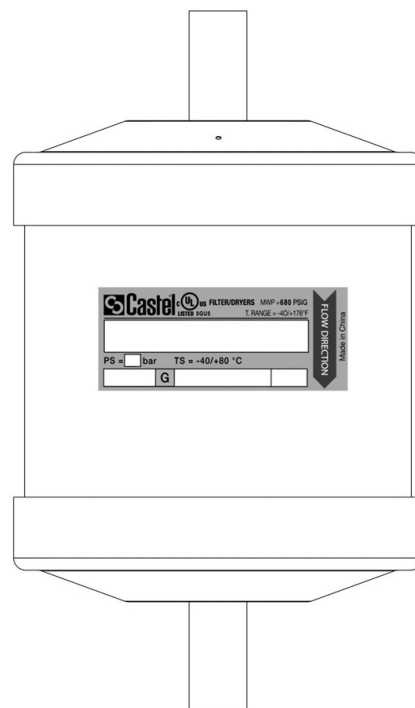 Castel c UL us FILTER/DRYERS MWP =680 PSIG
LISTED SGUS T. RANGE = -40/+176°F
PS = bar TS = -40/+80 °C
G
FLOW DIRECTION
Made in China